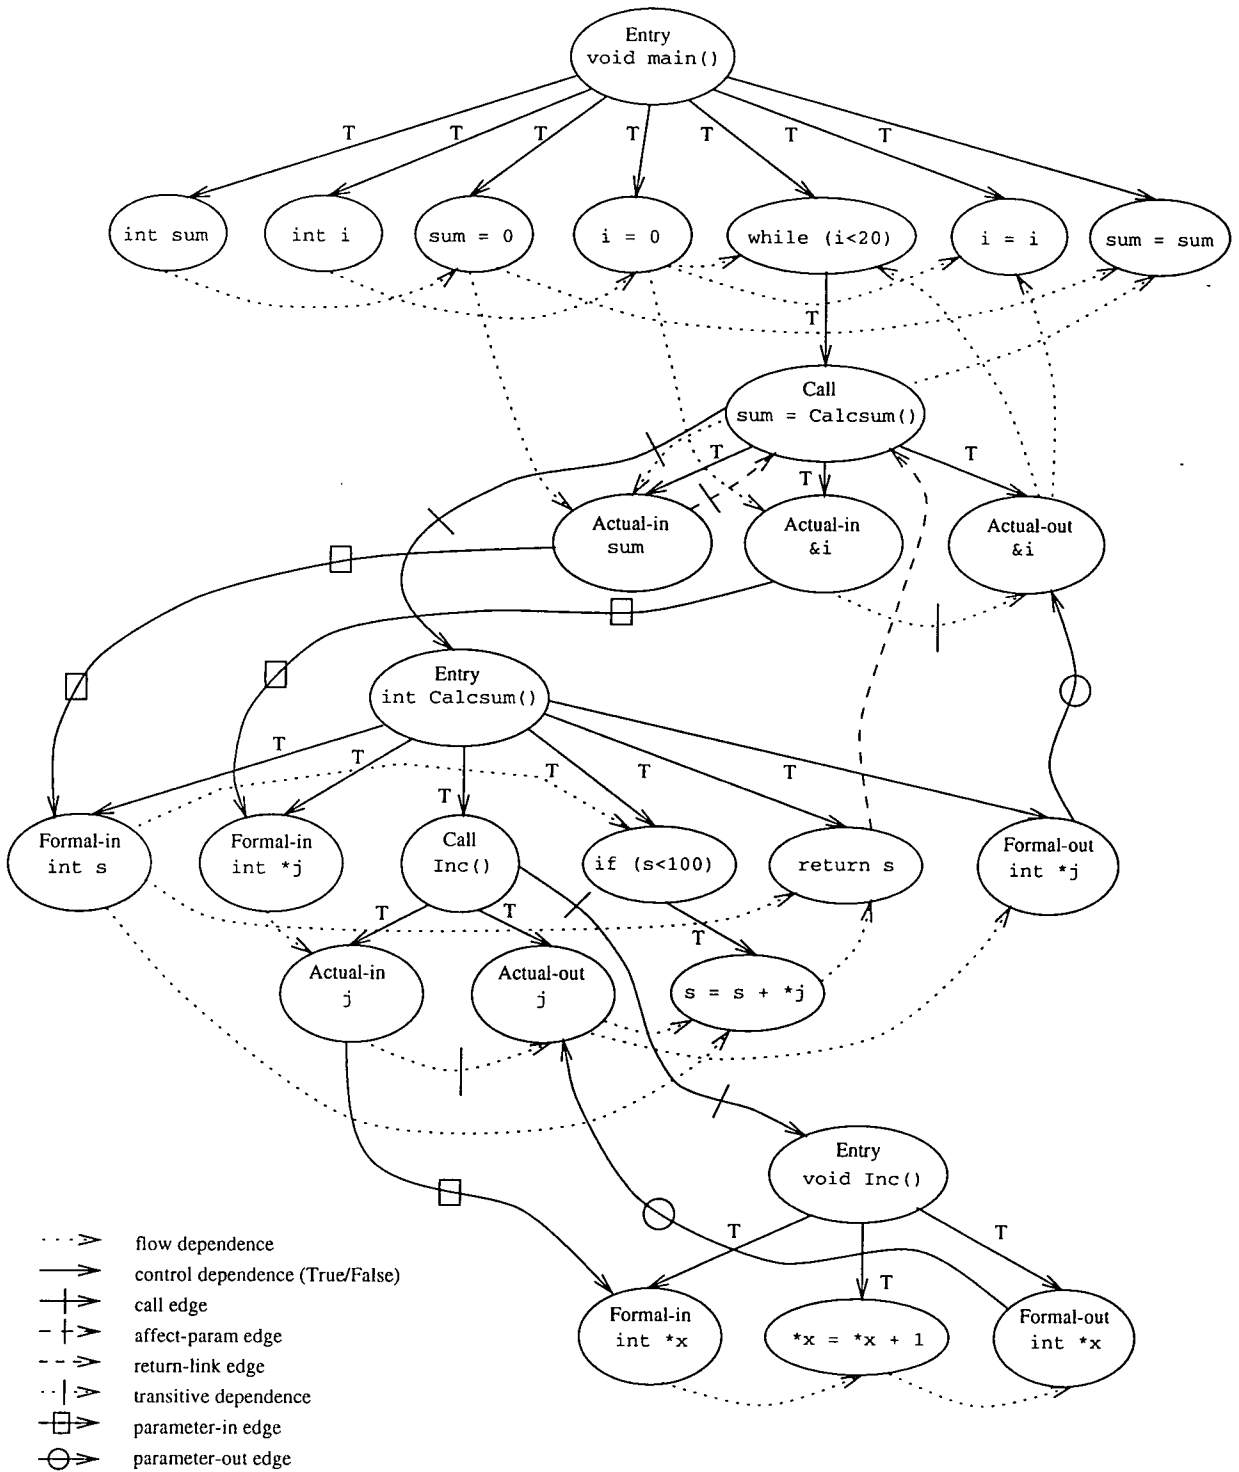 Entry
void main()
T
T
T
T
T
T
T
int sum
int i
sum = 0
i = 0
while (i<20)
i = i
sum = sum
T
Call
sum = Calcsum()
T
T
T
Actual-in
sum
Actual-in
&i
Actual-out
&i
Entry
int Calcsum()
T
T
T
T
T
T
Formal-in
int s
Formal-in
int *j
Call
Inc()
if (s<100)
return s
Formal-out
int *j
T
T
T
Actual-in
j
Actual-out
j
s = s + *j
Entry
void Inc()
T
T
T
Formal-in
int *x
*x = *x + 1
Formal-out
int *x
flow dependence
control dependence (True/False)
call edge
affect-param edge
return-link edge
transitive dependence
parameter-in edge
parameter-out edge